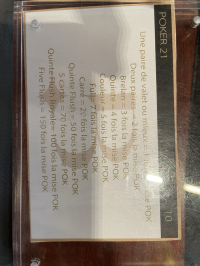 POKER 21
10
Une paire de valet ou mieux = 1 fois la mise POK
Deux paires = 2 fois la mise POK
Brelan = 3 fois la mise POK
Quinte = 4 fois la mise POK
Couleur = 5 fois la mise POK
Full = 7 fois la mise POK
Carré = 20 fois la mise POK
Quinte Flush = 50 fois la mise POK
5 carte = 70 fois la mise POK
Quinte Flush Royale = 100 fois la mise POK
Five Flush = 150 fois la mise POK